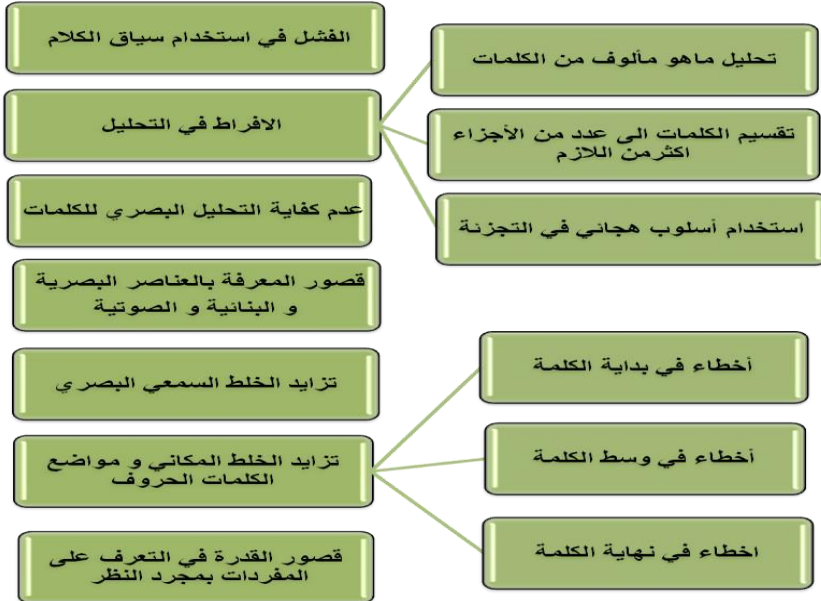 الفشل في استخدام سياق الكلام
الافراط في التحليل
تحليل ماهو مألوف من الكلمات
تقسيم الكلمات الى عدد من الأجزاء
اكثرمن اللازم
استخدام أسلوب هجائي في التجزئة
عدم كفاية التحليل البصري للكلمات
قصور المعرفة بالعناصر البصرية
و البنائية و الصوتية
تزايد الخلط السمعي البصري
تزايد الخلط المكاني و مواضع
الكلمات الحروف
أخطاء في بداية الكلمة
أخطاء في وسط الكلمة
اخطاء في نهاية الكلمة
قصور القدرة في التعرف على
المفردات بمجرد النظر